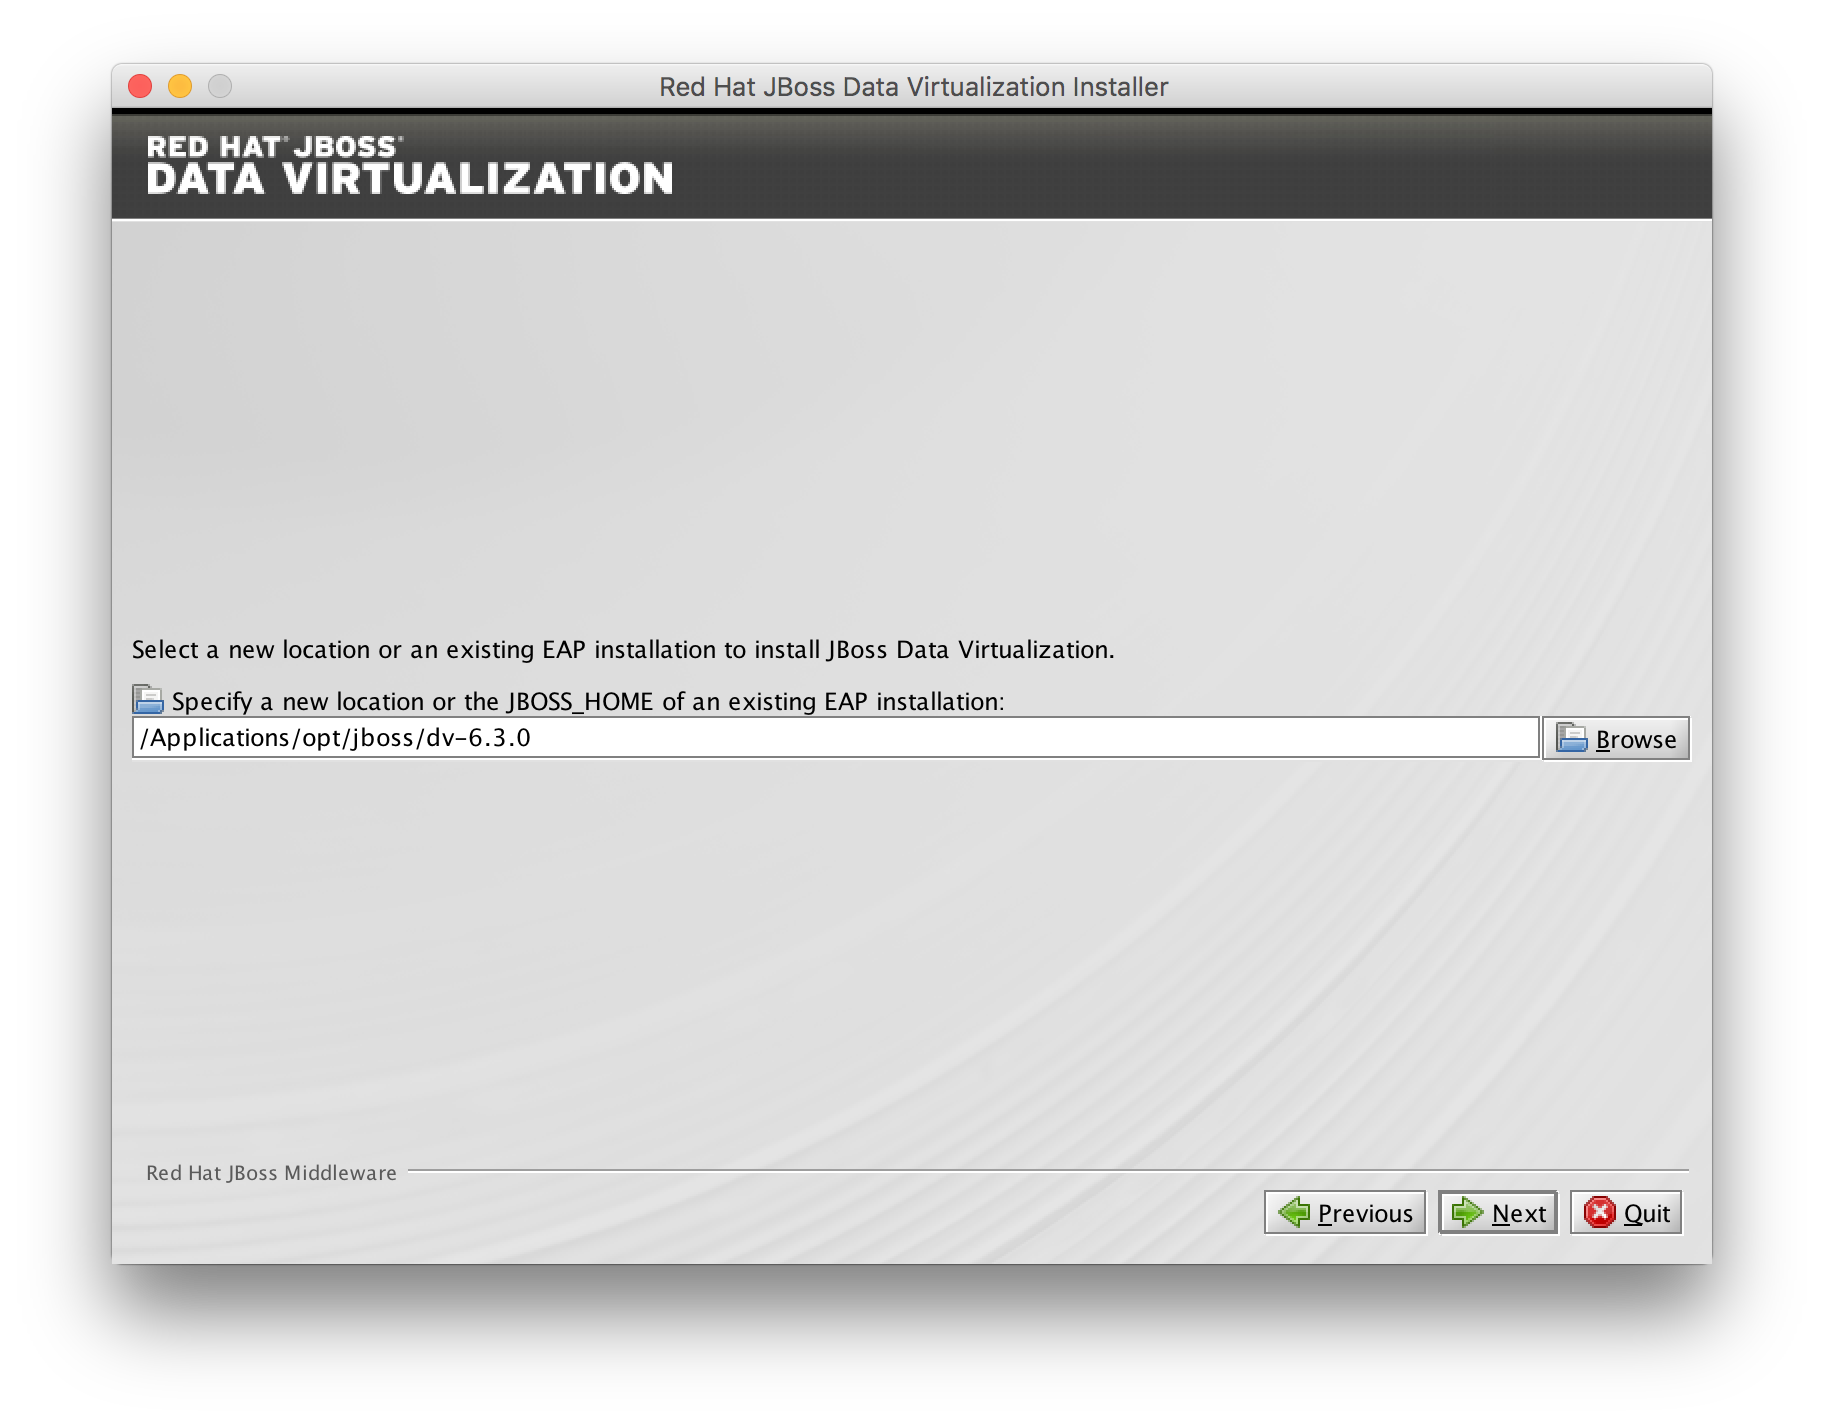 Red Hat JBoss Data Virtualization Installer
RED HAT® JBOSS®
DATA VIRTUALIZATION
Select a new location or an existing EAP installation to install JBoss Data Virtualization.
Specify a new location or the JBOSS_HOME of an existing EAP installation:
/Applications/opt/jboss/dv-6.3.0
Browse
Red Hat JBoss Middleware
Previous Next Quit